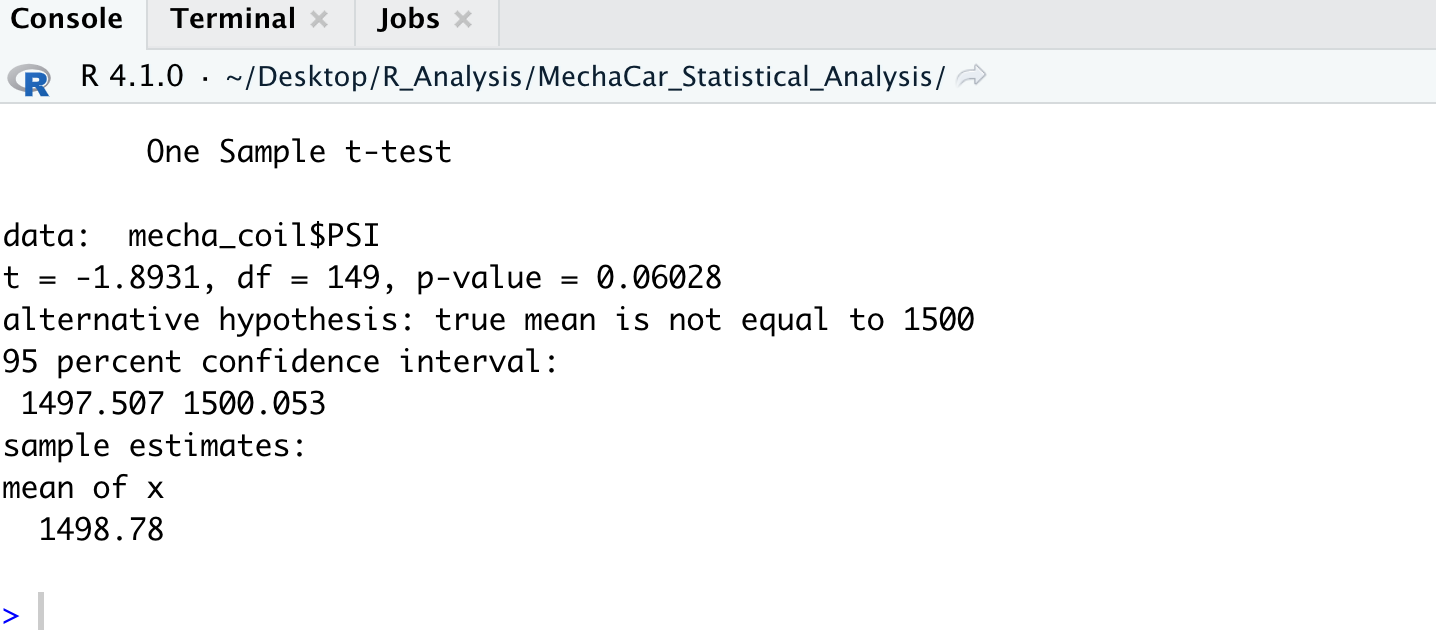 Console Terminal × Jobs ×
R R 4.1.0 · ~/Desktop/R_Analysis/MechaCar_Statistical_Analysis/
One Sample t-test
data:  mecha_coil$PSI
t = -1.8931, df = 149, p-value = 0.06028
alternative hypothesis: true mean is not equal to 1500
95 percent confidence interval:
 1497.507 1500.053
sample estimates:
mean of x
  1498.78
>